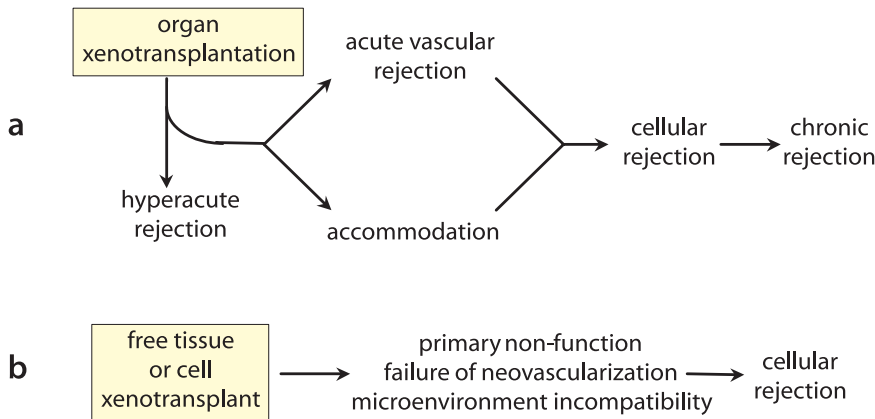 organ
xenotransplantation
acute vascular
rejection
a
cellular
rejection
chronic
rejection
hyperacute
rejection
accommodation
b
free tissue
or cell
xenotransplant
primary non-function
failure of neovascularization
microenvironment incompatibility
cellular
rejection